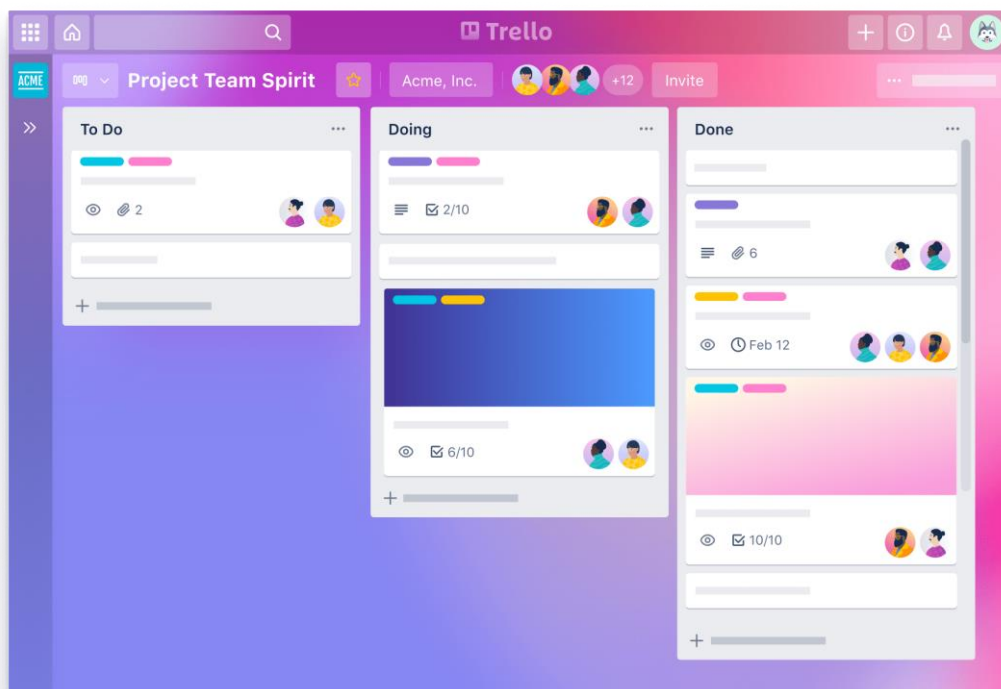 Trello
ACME
Project Team Spirit
Acme, Inc.
+12
Invite
To Do
2
Doing
2/10
6/10
Done
6
Feb 12
10/10